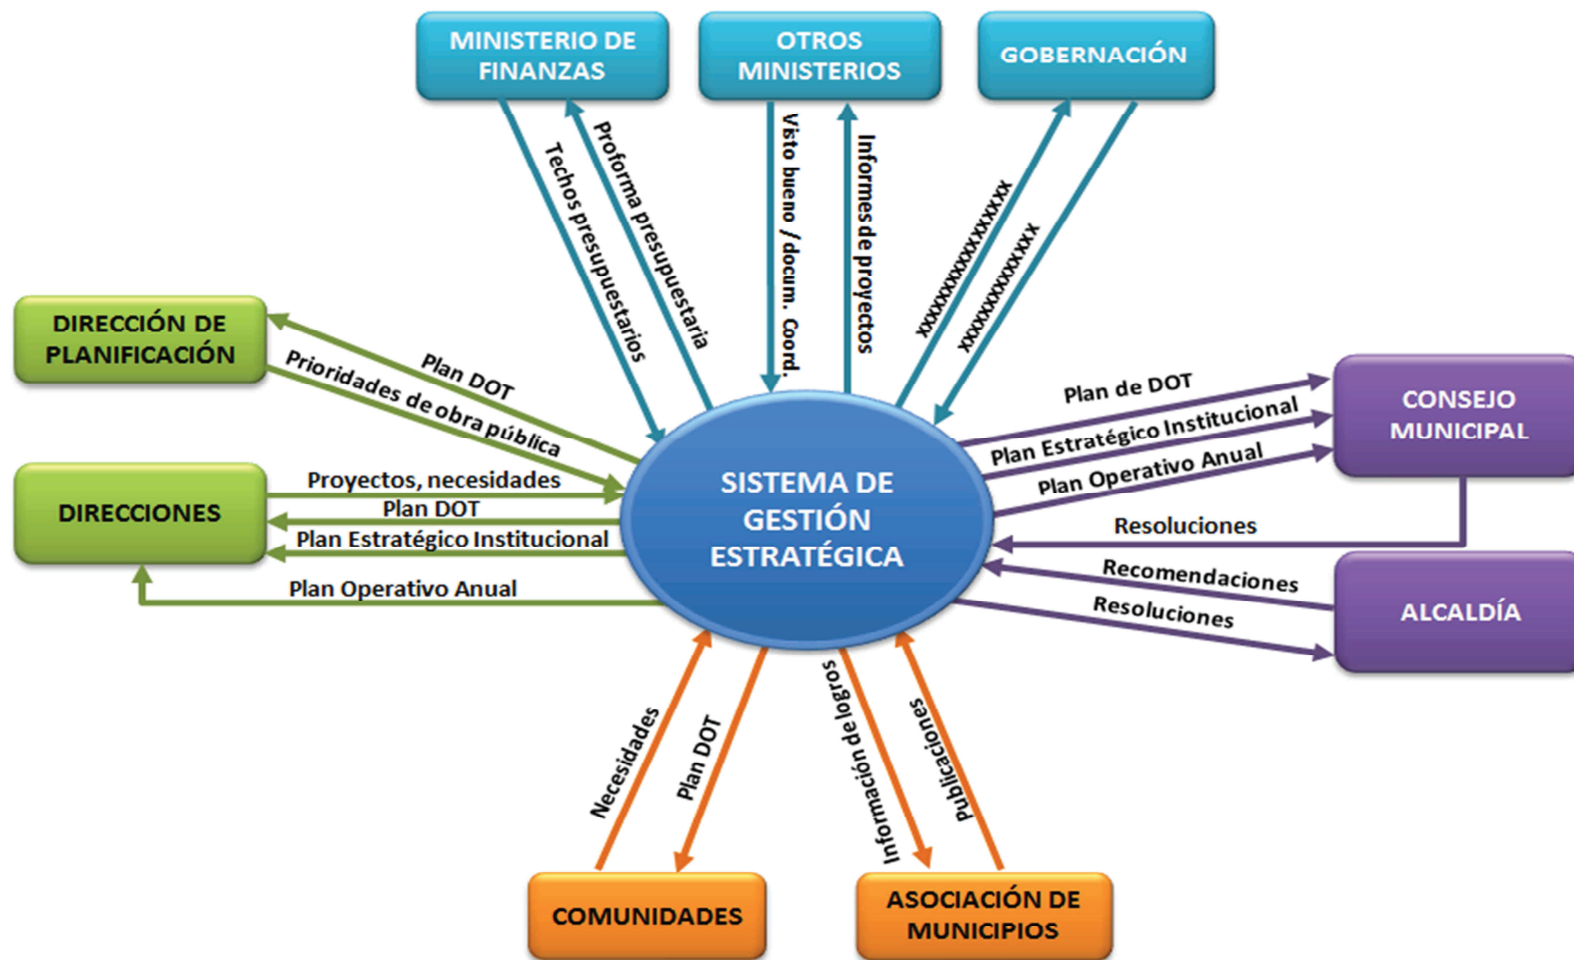 MINISTERIO DE
FINANZAS
OTROS
MINISTERIOS
GOBERNACIÓN
Techos presupuestarios
Proforma presupuestaria
Visto bueno / docum. Coord.
Informes de proyectos
xxxxxxxxxxxxxxxx
xxxxxxxxxxxx
DIRECCIÓN DE
PLANIFICACIÓN
Plan DOT
Prioridades de obra pública
DIRECCIONES
Proyectos, necesidades
Plan DOT
Plan Estratégico Institucional
Plan Operativo Anual
SISTEMA DE
GESTIÓN
ESTRATÉGICA
Plan de DOT
Plan Estratégico Institucional
Plan Operativo Anual
CONSEJO
MUNICIPAL
Resoluciones
Recomendaciones
Resoluciones
ALCALDÍA
Necesidades
Plan DOT
Información de logros
Publicaciones
COMUNIDADES
ASOCIACIÓN DE
MUNICIPIOS